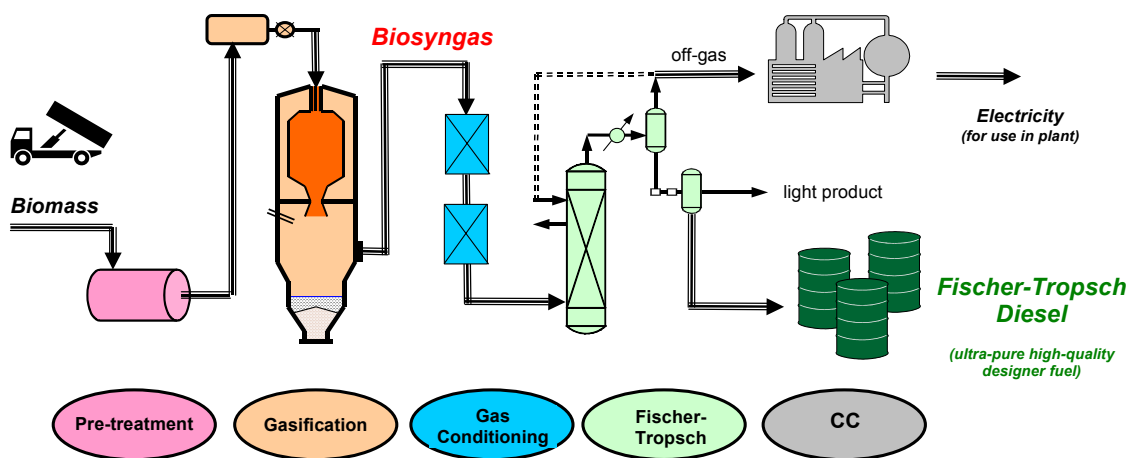 Biosyngas
off-gas
Electricity
(for use in plant)
Biomass
light product
Fischer-Tropsch
Diesel
(ultra-pure high-quality
designer fuel)
Pre-treatment
Gasification
Gas
Conditioning
Fischer-
Tropsch
CC